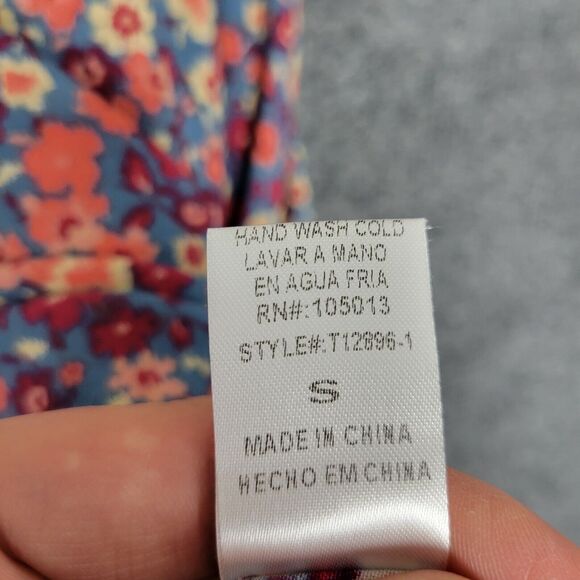 HAND WASH COLD
LAVAR A MANO
EN AGUA FRIA
RN#:105013
STYLE#:T12896-1
S
MADE IN CHINA
HECHO EM CHINA